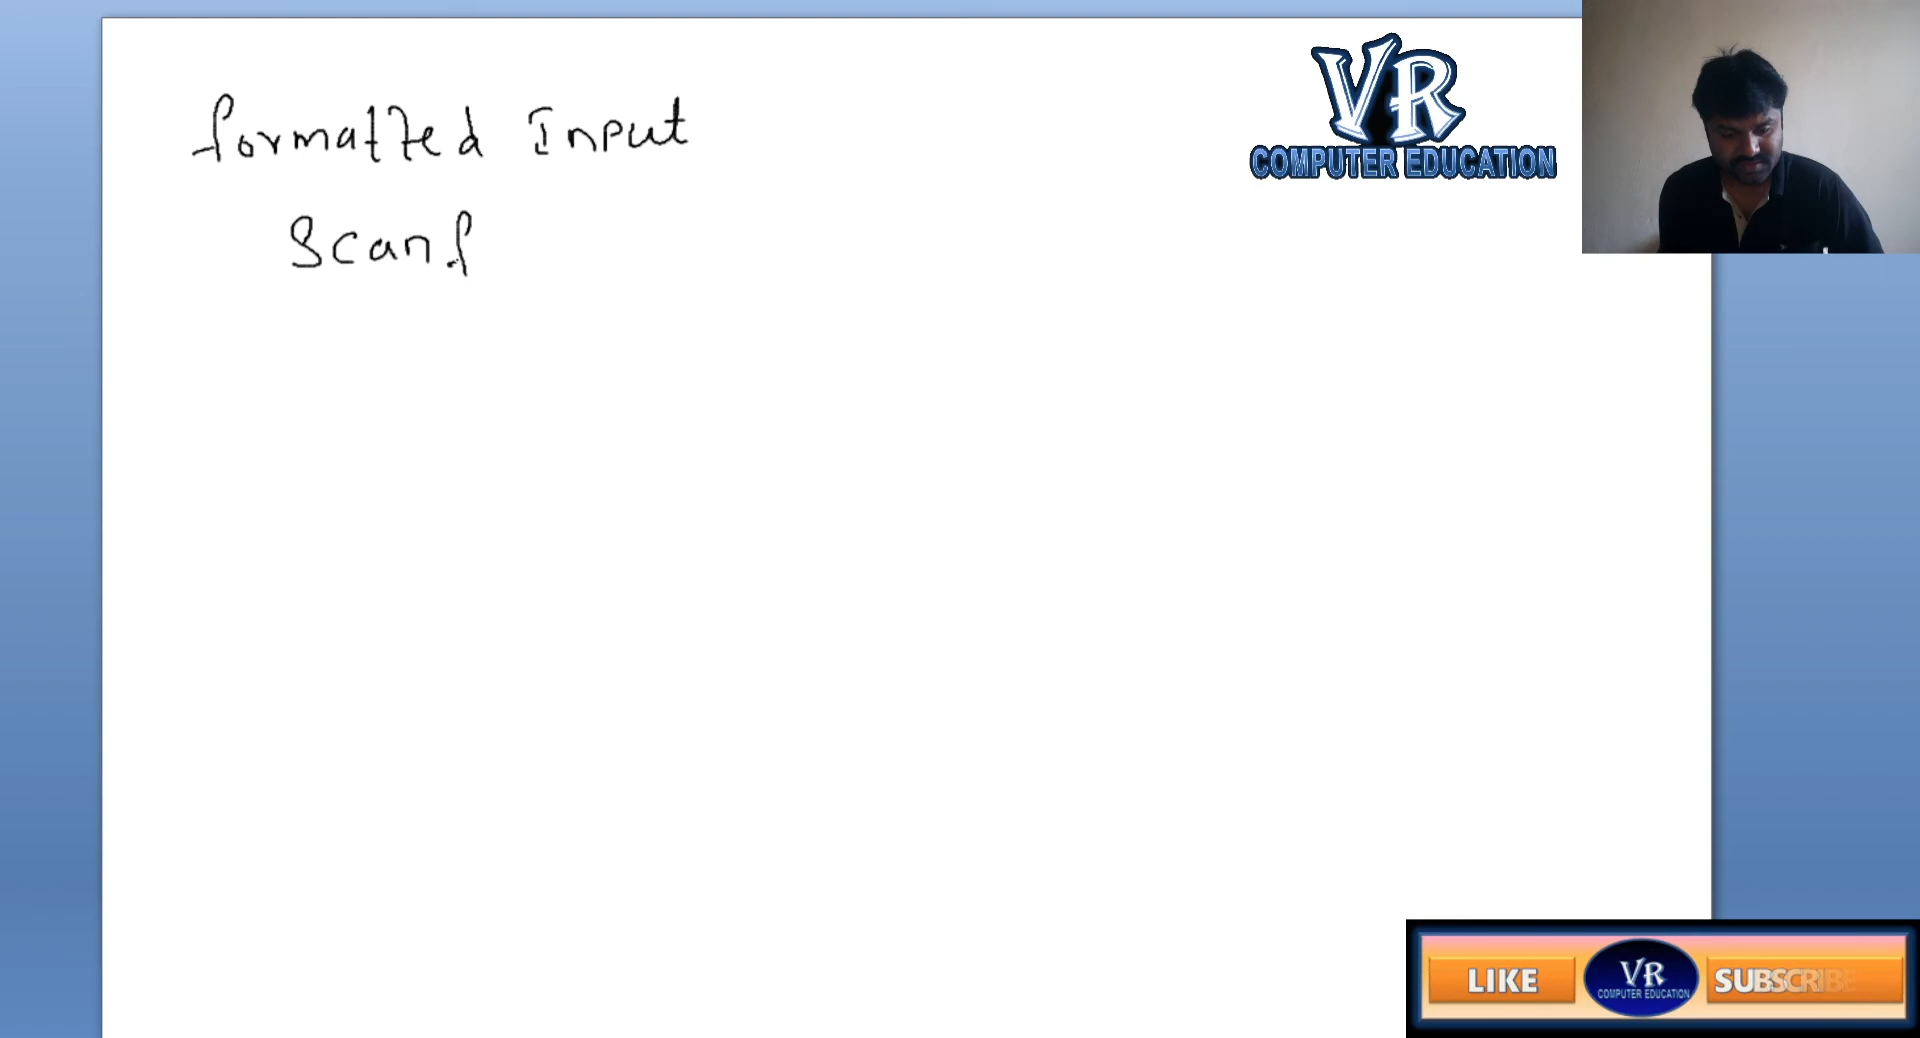 formatted Input
VR
COMPUTER EDUCATION
Scanf
LIKE
VR
COMPUTER EDUCATION
SUBSCRIBE